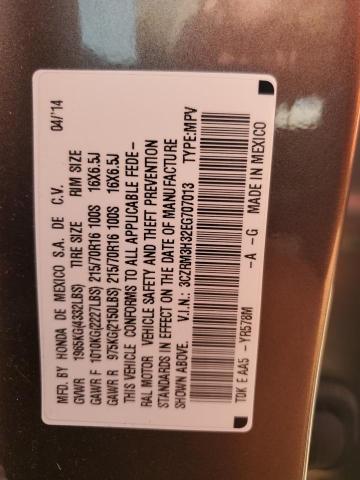 MFD. BY HONDA DE MEXICO S.A. DE C.V. 04/'14
GVWR 1965KG(4332LBS) TIRE SIZE RIM SIZE
GAWR F 1010KG(2227LBS) 215/70R16 100S 16X6.5J
GAWR R 975KG(2150LBS) 215/70R16 100S 16X6.5J
THIS VEHICLE CONFORMS TO ALL APPLICABLE FEDE-
RAL MOTOR VEHICLE SAFETY AND THEFT PREVENTION
STANDARDS IN EFFECT ON THE DATE OF MANUFACTURE
SHOWN ABOVE. V.I.N.: 3CZRM3H32EG707013 TYPE:MPV
TDK E AA5 -YR578M -A -G MADE IN MEXICO